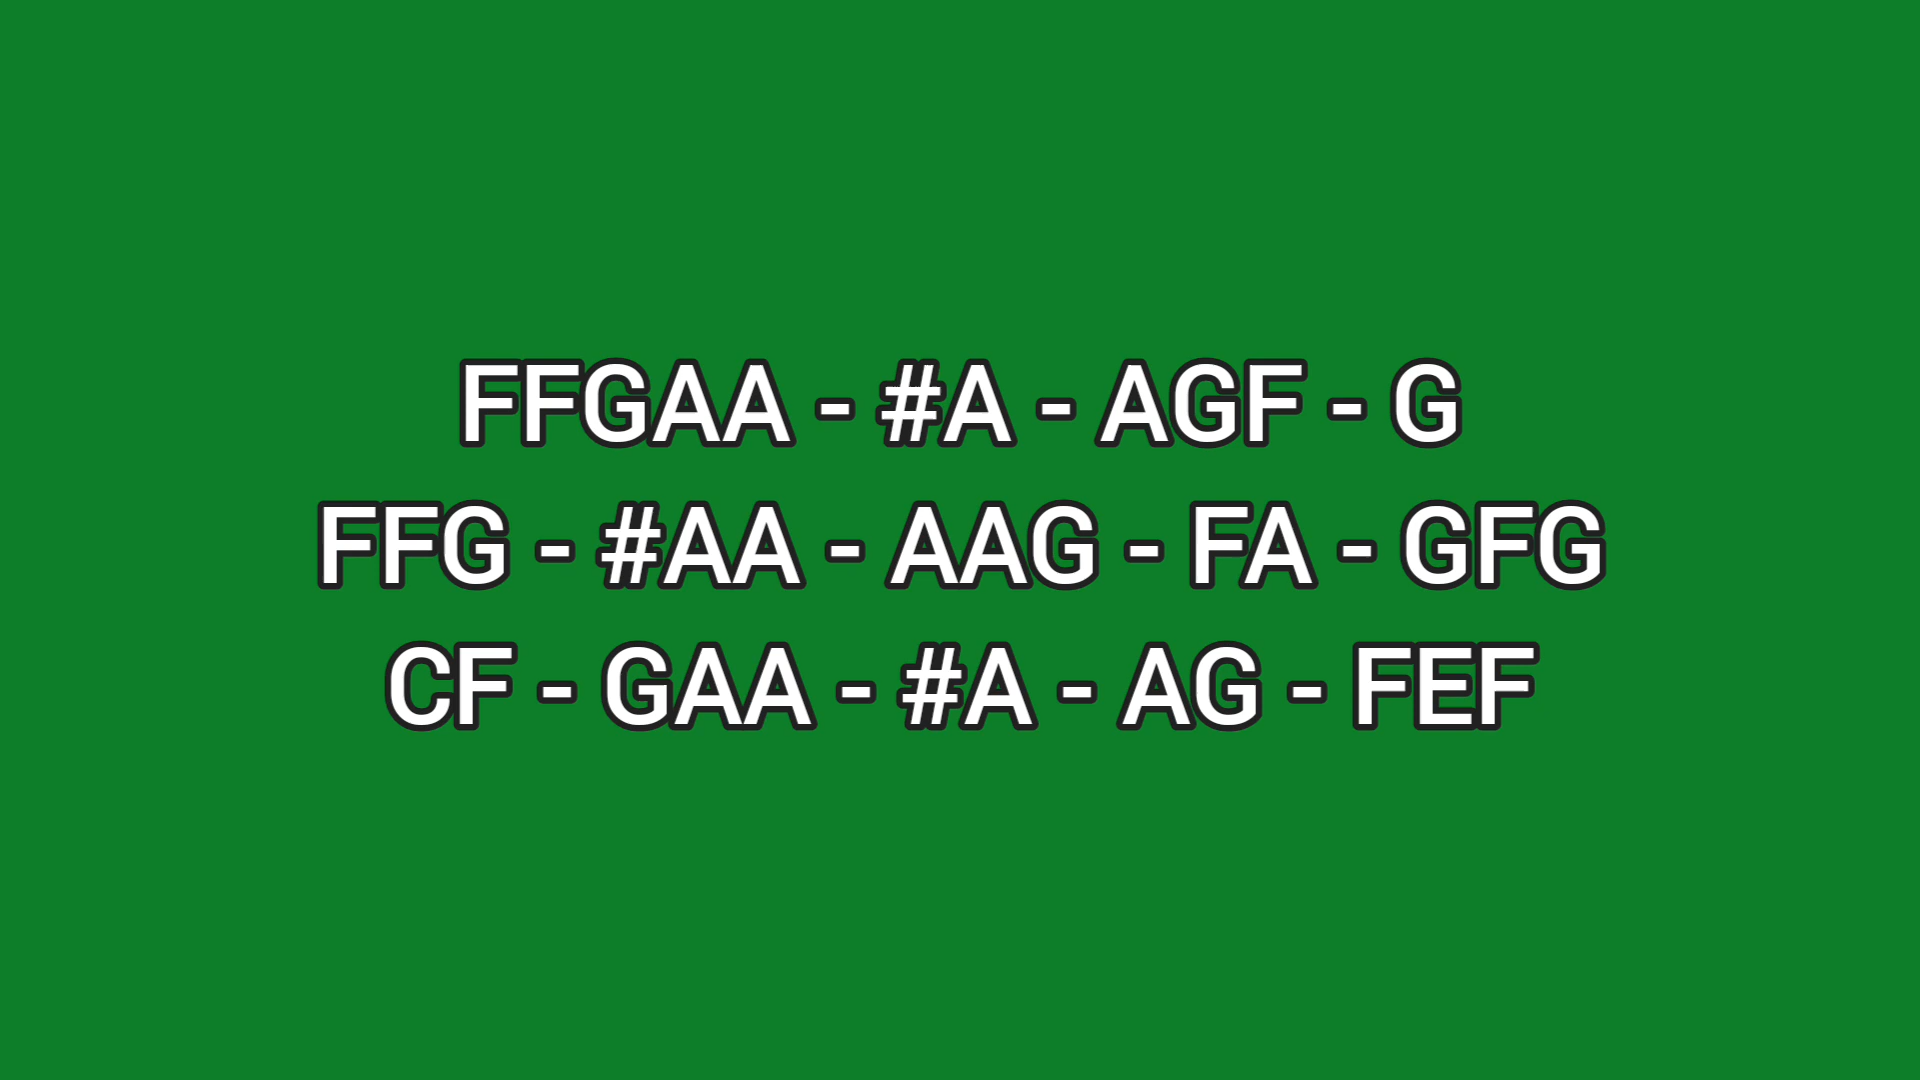 FFGAA - #A - AGF - G
FFG - #AA - AAG - FA - GFG
CF - GAA - #A - AG - FEF